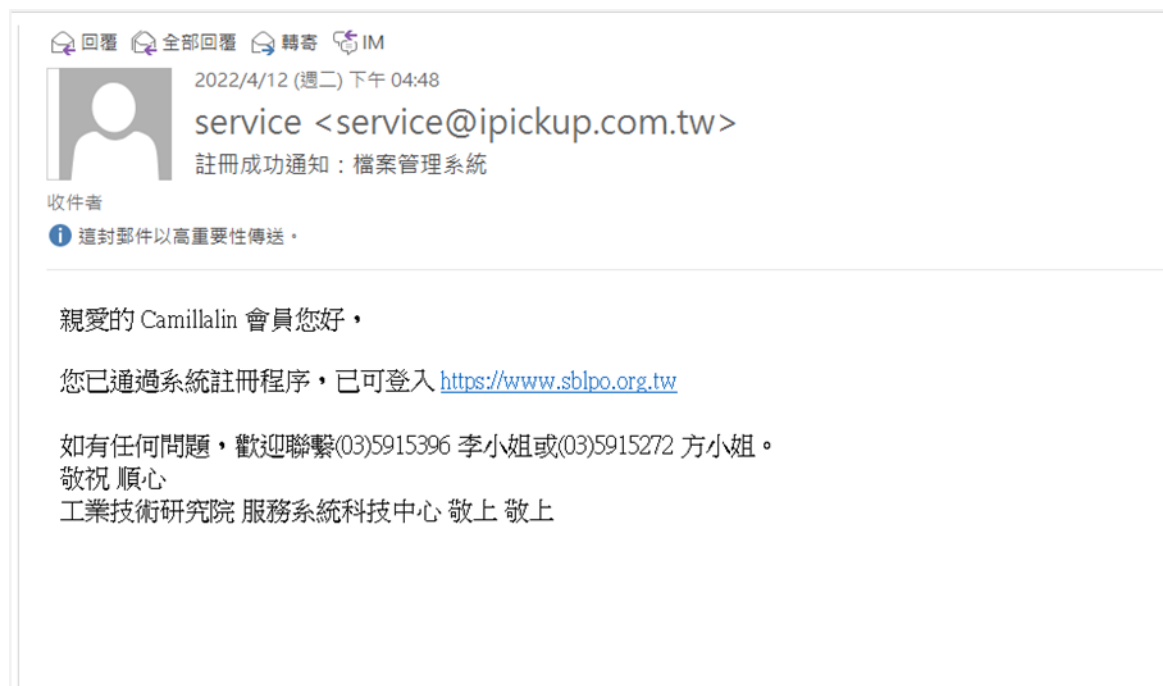 回覆 全部回覆 轉寄 IM
2022/4/12 (週二) 下午 04:48
service <service@ipickup.com.tw>
註冊成功通知：檔案管理系統
收件者
這封郵件以高重要性傳送。
親愛的 Camillalin 會員您好，
您已通過系統註冊程序，已可登入 https://www.sblpo.org.tw
如有任何問題，歡迎聯繫(03)5915396 李小姐或(03)5915272 方小姐。
敬祝 順心
工業技術研究院 服務系統科技中心 敬上 敬上